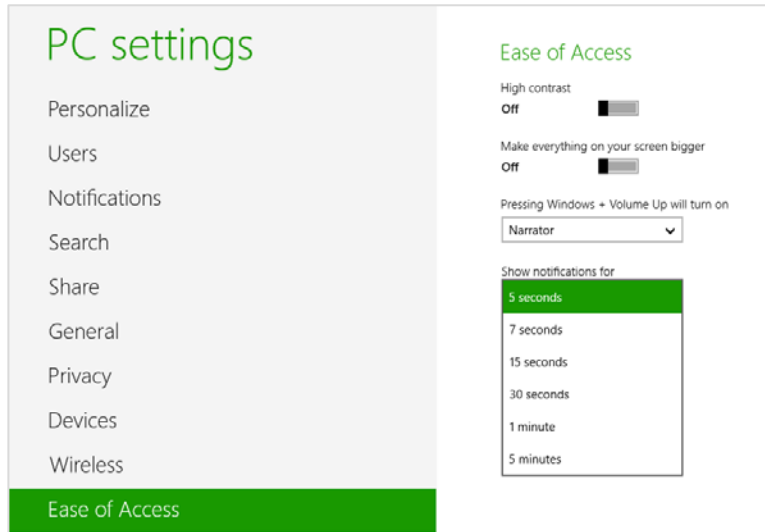 PC settings
Personalize
Users
Notifications
Search
Share
General
Privacy
Devices
Wireless
Ease of Access
Ease of Access
High contrast
Off
Make everything on your screen bigger
Off
Pressing Windows + Volume Up will turn on
Narrator
Show notifications for
5 seconds
7 seconds
15 seconds
30 seconds
1 minute
5 minutes